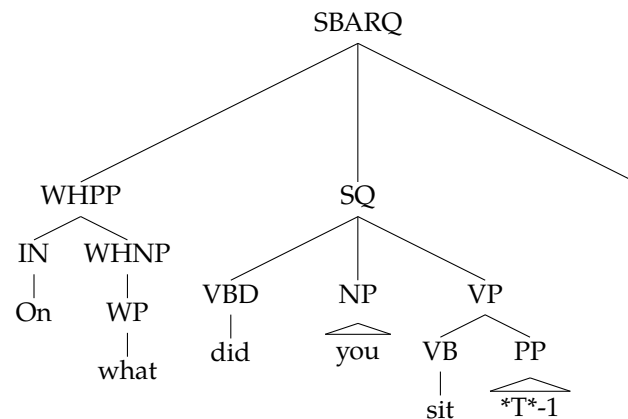 SBARQ
WHPP SQ
IN WHNP VBD NP VP
On WP did you VB PP
what sit *T*-1